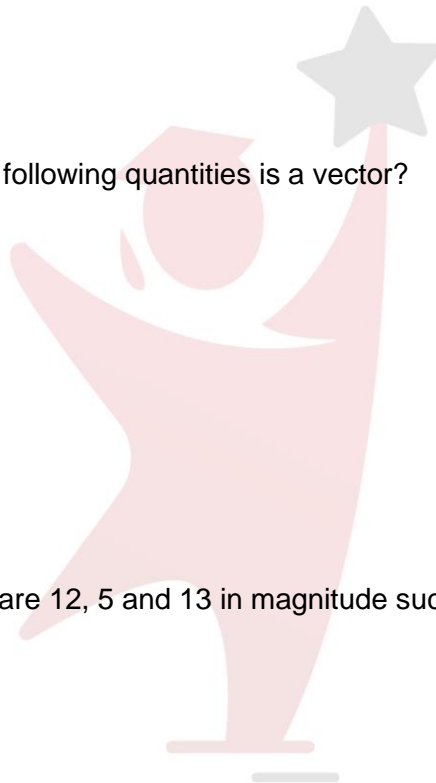 following quantities is a vector?
are 12, 5 and 13 in magnitude suc